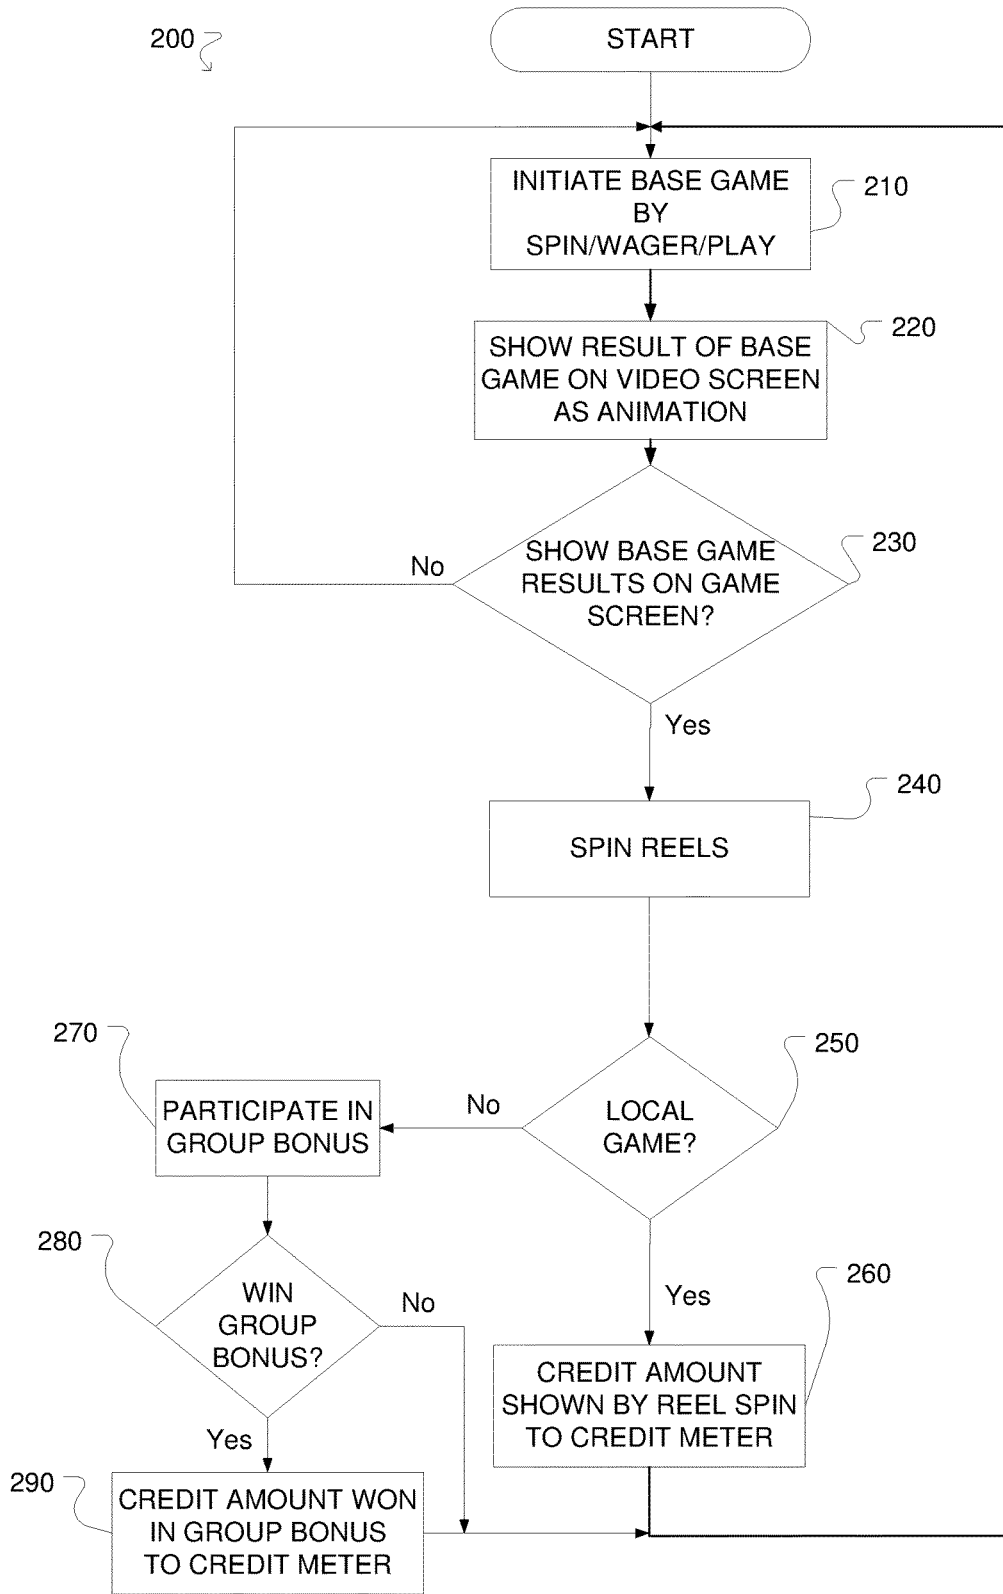 200
START
INITIATE BASE GAME
BY
SPIN/WAGER/PLAY
210
SHOW RESULT OF BASE
GAME ON VIDEO SCREEN
AS ANIMATION
220
SHOW BASE GAME
RESULTS ON GAME
SCREEN?
230
No
Yes
SPIN REELS
240
LOCAL
GAME?
250
No
Yes
270
PARTICIPATE IN
GROUP BONUS
280
WIN
GROUP
BONUS?
No
Yes
260
CREDIT AMOUNT
SHOWN BY REEL SPIN
TO CREDIT METER
290
CREDIT AMOUNT WON
IN GROUP BONUS
TO CREDIT METER